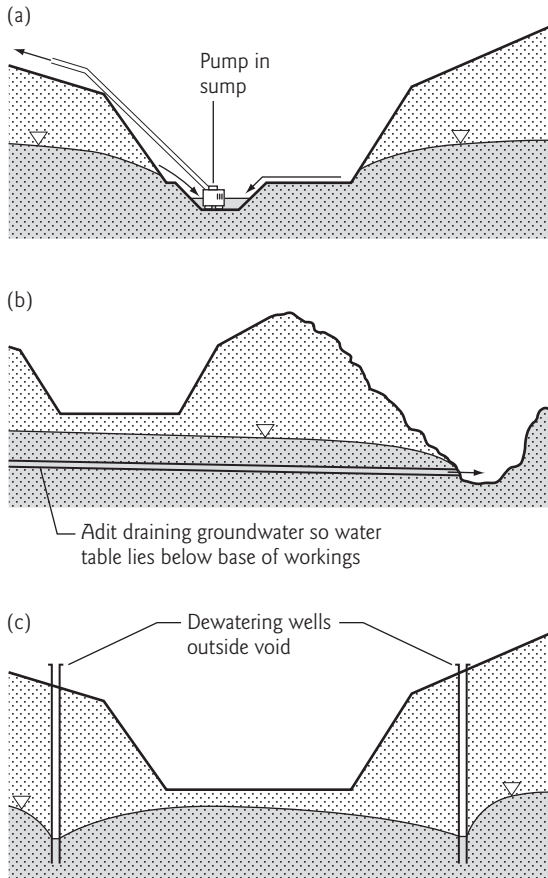 (a)
Pump in
sump
(b)
Adit draining groundwater so water
table lies below base of workings
(c)
Dewatering wells
outside void